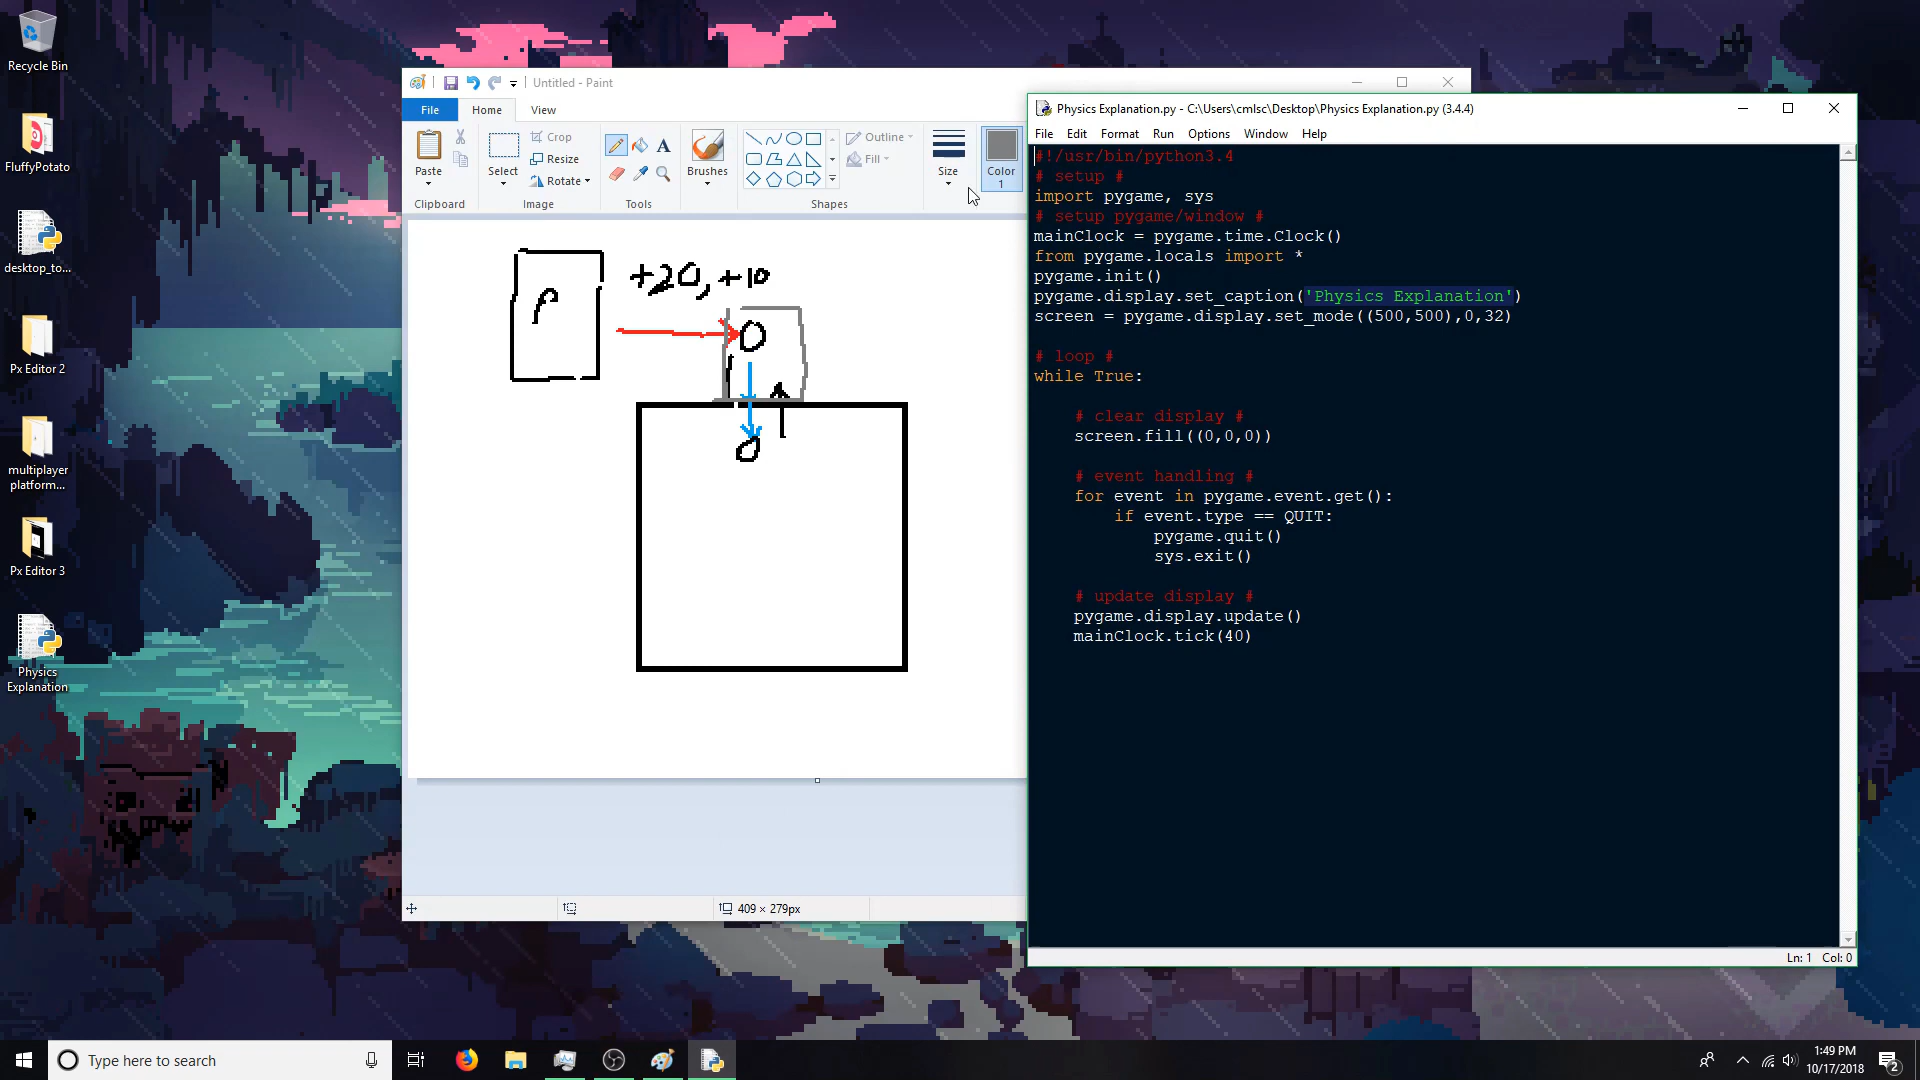 Recycle Bin
FluffyPotato
desktop_to...
Px Editor 2
multiplayer
platform...
Px Editor 3
Physics
Explanation
Untitled - Paint
File
Home
View
Paste
Clipboard
Select
Crop
Resize
Rotate
Image
A
Tools
Brushes
Outline
Fill
Shapes
Size
Color
1
+20, +10
409 × 279px
Physics Explanation.py - C:\Users\cmlsc\Desktop\Physics Explanation.py (3.4.4)
File Edit Format Run Options Window Help
#!/usr/bin/python3.4
# setup #
import pygame, sys
# setup pygame/window #
mainClock = pygame.time.Clock()
from pygame.locals import *
pygame.init()
pygame.display.set_caption('Physics Explanation')
screen = pygame.display.set_mode((500,500),0,32)
# loop #
while True:
# clear display #
screen.fill((0,0,0))
# event handling #
for event in pygame.event.get():
if event.type == QUIT:
pygame.quit()
sys.exit()
# update display #
pygame.display.update()
mainClock.tick(40)
Ln: 1 Col: 0
Type here to search
1:49 PM
10/17/2018
2